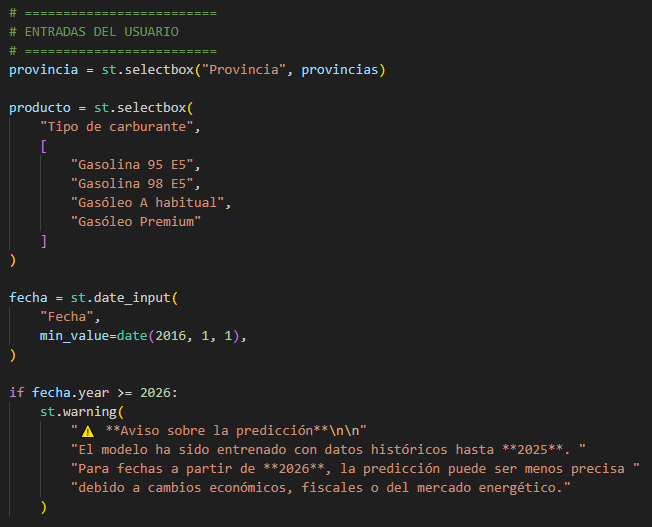 # =========================
# ENTRADAS DEL USUARIO
# =========================
provincia = st.selectbox("Provincia", provincias)

producto = st.selectbox(
    "Tipo de carburante",
    [
        "Gasolina 95 E5",
        "Gasolina 98 E5",
        "Gasóleo A habitual",
        "Gasóleo Premium"
    ]
)

fecha = st.date_input(
    "Fecha",
    min_value=date(2016, 1, 1),
)

if fecha.year >= 2026:
    st.warning(
        "⚠️ **Aviso sobre la predicción**\n\n"
        "El modelo ha sido entrenado con datos históricos hasta **2025**. "
        "Para fechas a partir de **2026**, la predicción puede ser menos precisa "
        "debido a cambios económicos, fiscales o del mercado energético."
    )